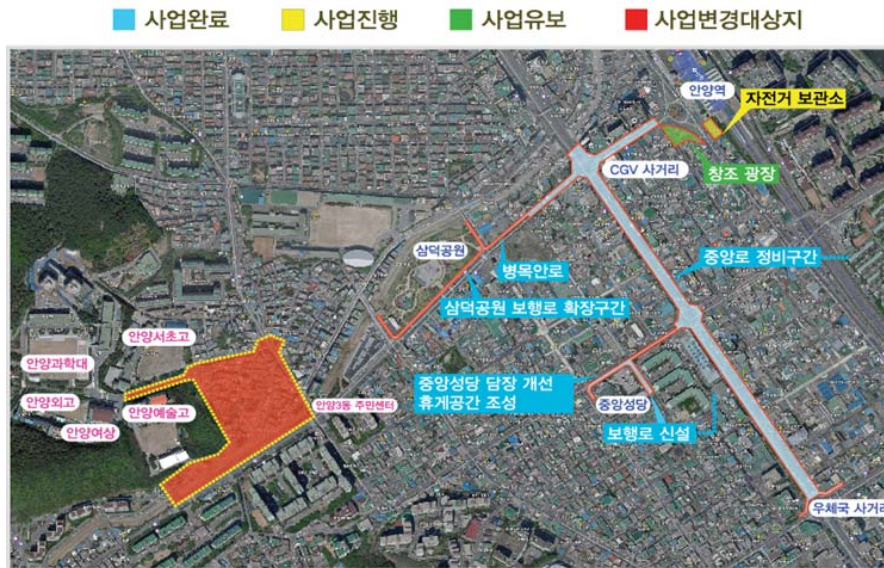 사업완료
사업진행
사업유보
사업변경대상지
안양역
자전거 보관소
CGV 사거리
창조 광장
삼덕공원
병목안로
중앙로 정비구간
삼덕공원 보행로 확장구간
안양서초고
안양과학대
안양외고
안양예술고
안양여상
안양3동 주민센터
중앙성당 담장 개선
휴게공간 조성
중앙성당
보행로 신설
우체국 사거리